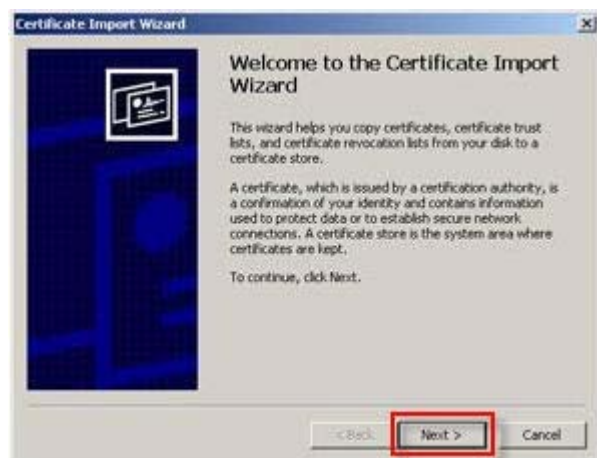 Certificate Import Wizard
Welcome to the Certificate Import
Wizard
This wizard helps you copy certificates, certificate trust
lists, and certificate revocation lists from your disk to a
certificate store.
A certificate, which is issued by a certification authority, is
a confirmation of your identity and contains information
used to protect data or to establish secure network
connections. A certificate store is the system area where
certificates are kept.
To continue, click Next.
< Back
Next >
Cancel